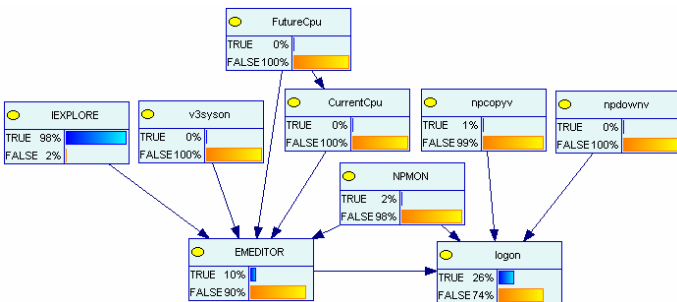 FutureCpu
TRUE 0%
FALSE 100%
IEXPLORE
TRUE 98%
FALSE 2%
v3syson
TRUE 0%
FALSE 100%
CurrentCpu
TRUE 0%
FALSE 100%
npcopyv
TRUE 1%
FALSE 99%
npdownv
TRUE 0%
FALSE 100%
NPMON
TRUE 2%
FALSE 98%
EMEDITOR
TRUE 10%
FALSE 90%
logon
TRUE 26%
FALSE 74%